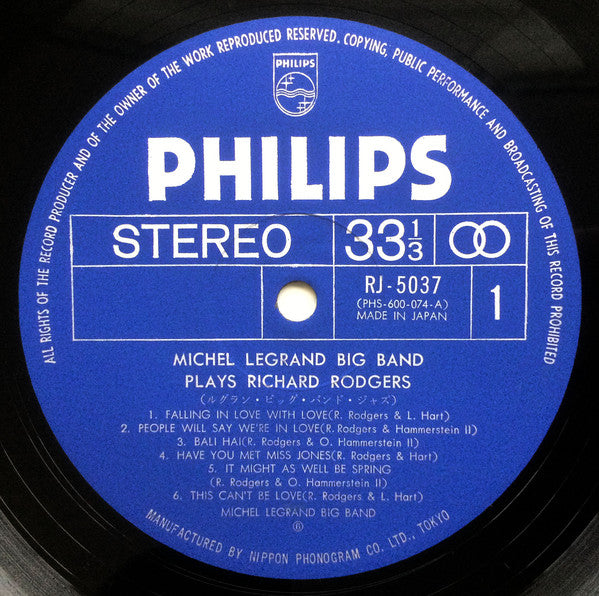 ALL RIGHTS OF THE RECORD PRODUCER AND OF THE OWNER OF THE WORK REPRODUCED RESERVED. COPYING, PUBLIC PERFORMANCE AND BROADCASTING OF THIS RECORD PROHIBITED
PHILIPS
PHILIPS
STEREO 33 1/3
RJ-5037
(PHS-600-074-A)
MADE IN JAPAN
1
MICHEL LEGRAND BIG BAND
PLAYS RICHARD RODGERS
(ルグラン・ビッグ・バンド・ジャズ)
1. FALLING IN LOVE WITH LOVE(R. Rodgers & L. Hart)
2. PEOPLE WILL SAY WE'RE IN LOVE(R. Rodgers & Hammerstein II)
3. BALI HAI(R. Rodgers & O. Hammerstein II)
4. HAVE YOU MET MISS JONES(R. Rodgers & L. Hart)
5. IT MIGHT AS WELL BE SPRING
(R. Rodgers & O. Hammerstein II)
6. THIS CAN'T BE LOVE(R. Rodgers & L. Hart)
MICHEL LEGRAND BIG BAND
MANUFACTURED BY NIPPON PHONOGRAM CO. LTD., TOKYO